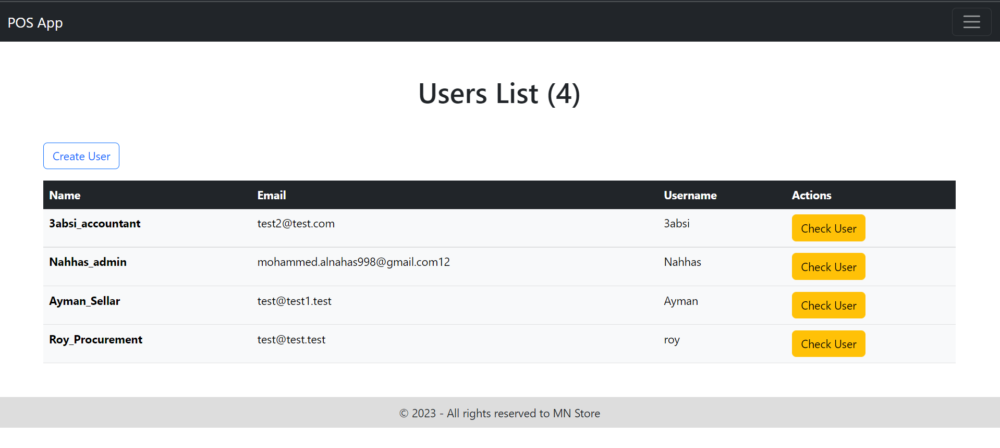 POS App
Users List (4)
Create User
Name Email Username Actions
3absi_accountant test2@test.com 3absi Check User
Nahhas_admin mohammed.alnahas998@gmail.com12 Nahhas Check User
Ayman_Sellar test@test1.test Ayman Check User
Roy_Procurement test@test.test roy Check User
© 2023 - All rights reserved to MN Store